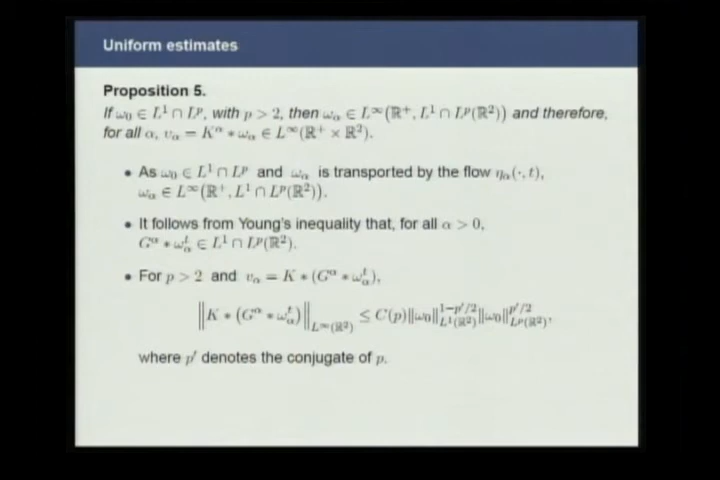 Uniform estimates
Proposition 5.
If ω₀ ∈ L¹ ∩ Lᵖ, with p > 2, then ω_α ∈ L^∞(ℝ⁺, L¹ ∩ Lᵖ(ℝ²)) and therefore,
for all α, v_α = K^α * ω_α ∈ L^∞(ℝ⁺ × ℝ²).
• As ω₀ ∈ L¹ ∩ Lᵖ and ω_α is transported by the flow η_α(·, t),
ω_α ∈ L^∞(ℝ⁺, L¹ ∩ Lᵖ(ℝ²)).
• It follows from Young's inequality that, for all α > 0,
G^α * ω_α^t ∈ L¹ ∩ Lᵖ(ℝ²).
• For p > 2 and v_α = K * (G^α * ω_α^t),
‖K * (G^α * ω_α^t)‖_{L^∞(ℝ²)} ≤ C(p)‖ω₀‖_{L¹(ℝ²)}^{1−p′/2}‖ω₀‖_{Lᵖ(ℝ²)}^{p′/2},
where p′ denotes the conjugate of p.